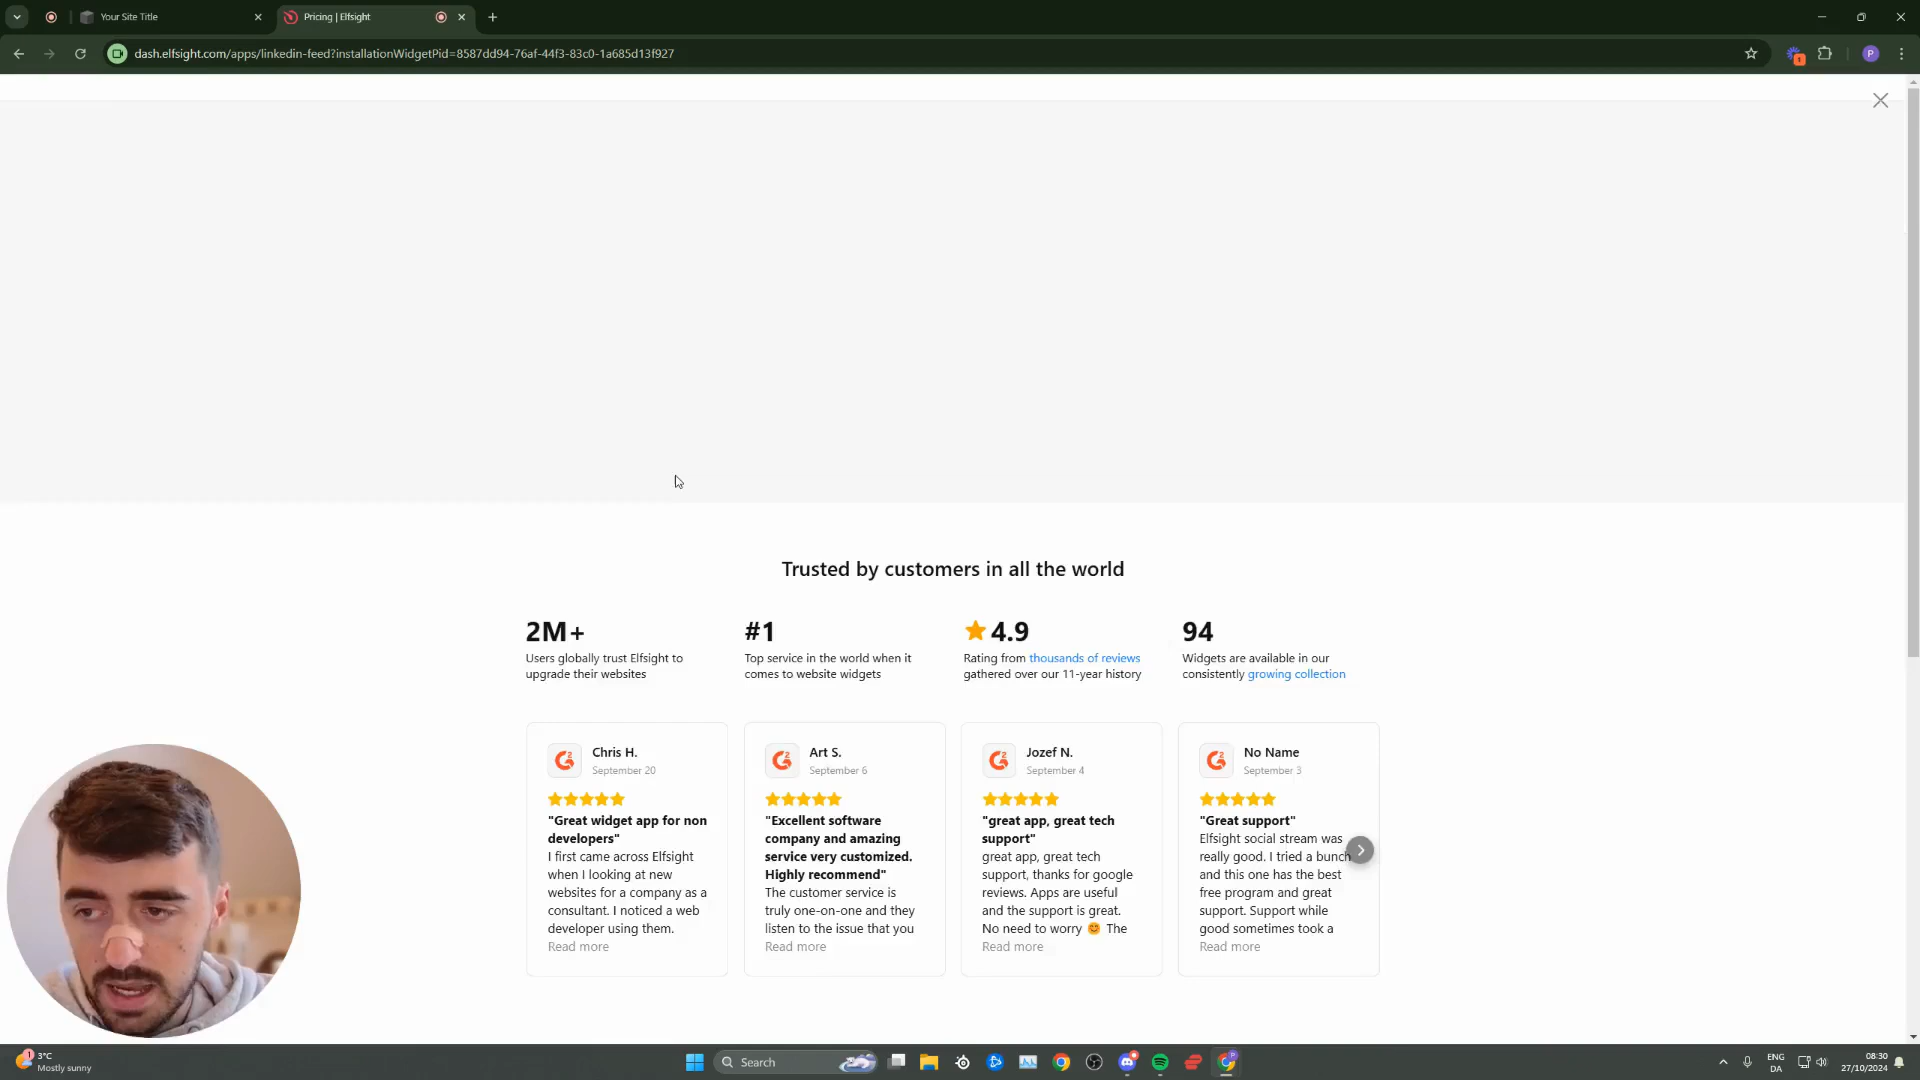 Your Site Title
Pricing | Elfsight
dash.elfsight.com/apps/linkedin-feed?installationWidgetPid=8587dd94-76af-44f3-83c0-1a685d13f927
P
1
Trusted by customers in all the world
2M+
Users globally trust Elfsight to
upgrade their websites
#1
Top service in the world when it
comes to website widgets
4.9
Rating from thousands of reviews
gathered over our 11-year history
94
Widgets are available in our
consistently growing collection
Chris H.
September 20
"Great widget app for non
developers"
I first came across Elfsight
when I looking at new
websites for a company as a
consultant. I noticed a web
developer using them.
Read more
Art S.
September 6
"Excellent software
company and amazing
service very customized.
Highly recommend"
The customer service is
truly one-on-one and they
listen to the issue that you
Read more
Jozef N.
September 4
"great app, great tech
support"
great app, great tech
support, thanks for google
reviews. Apps are useful
and the support is great.
No need to worry 😊 The
Read more
No Name
September 3
"Great support"
Elfsight social stream was
really good. I tried a bunch
and this one has the best
free program and great
support. Support while
good sometimes took a
Read more
1
3°C
Mostly sunny
Search
ENG
DA
08:30
27/10/2024